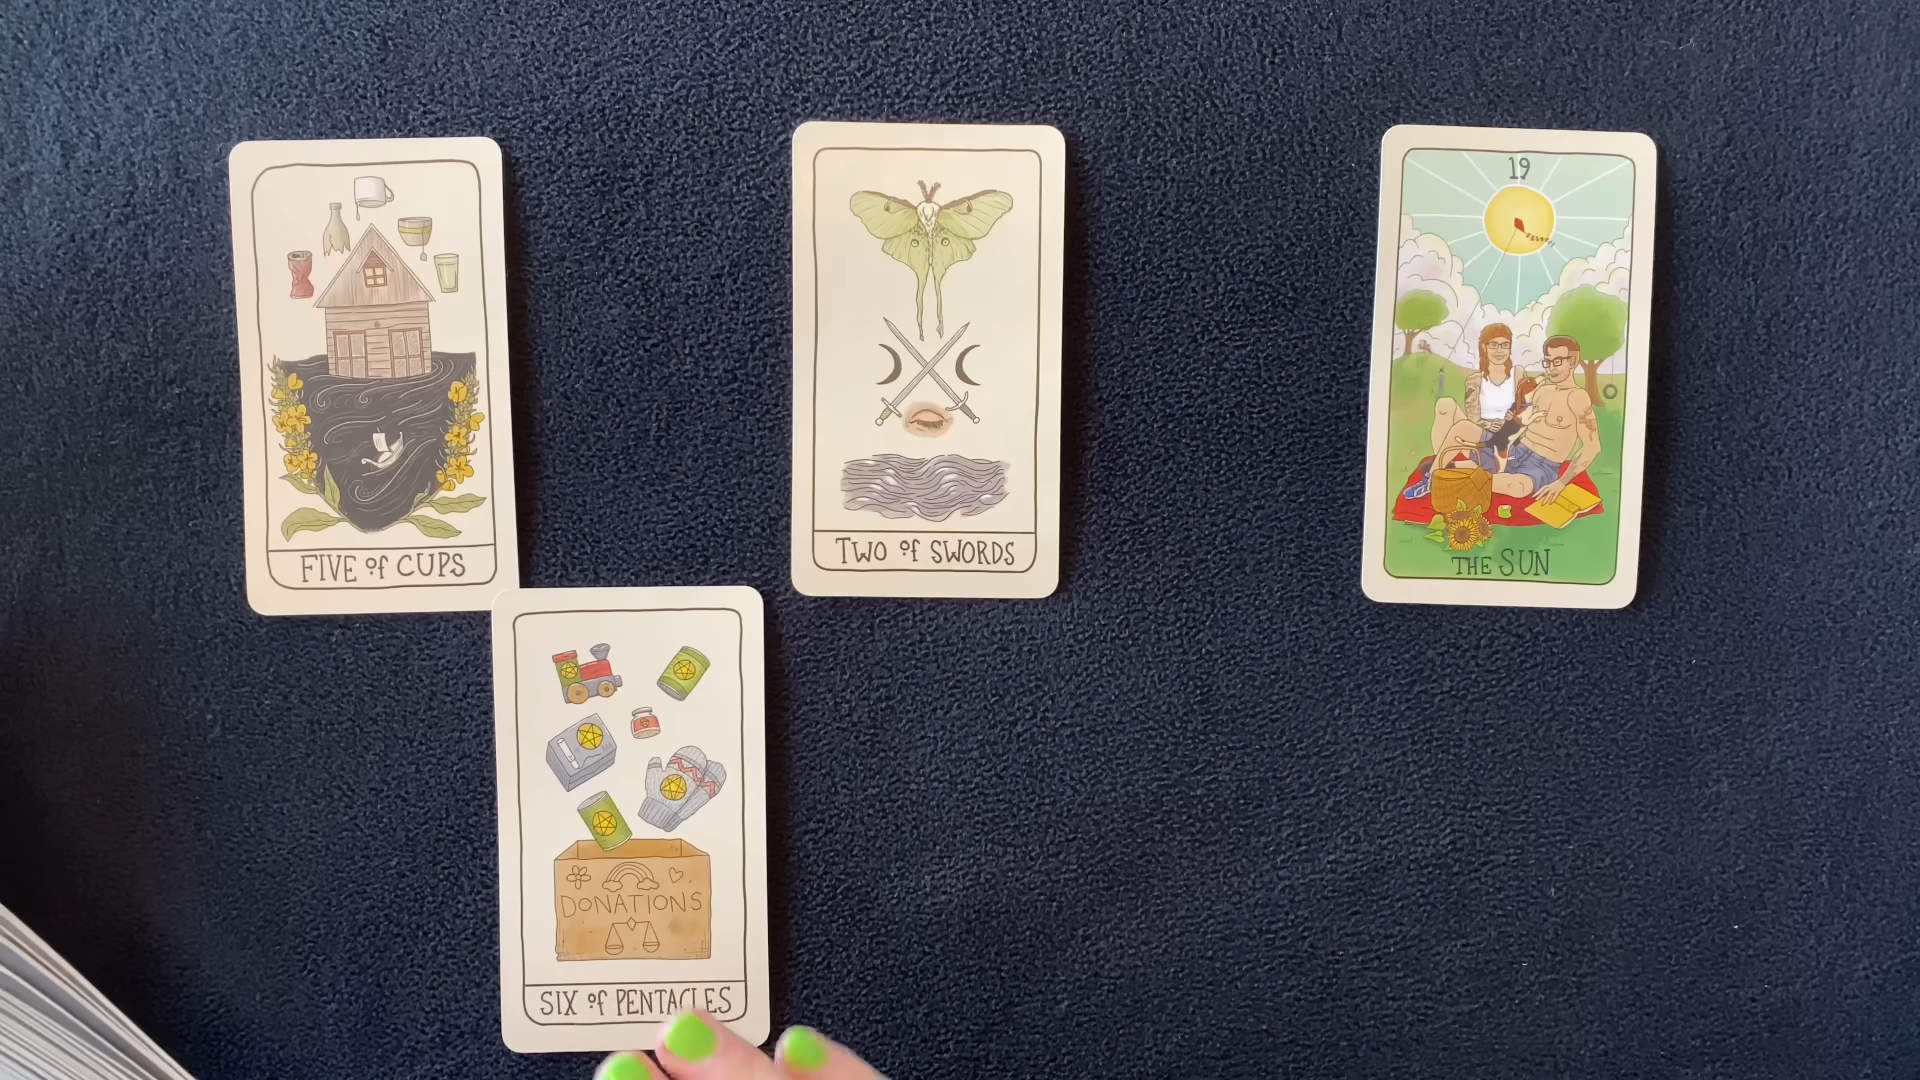 FIVE of CUPS
TWO of SWORDS
19
THE SUN
DONATIONS
SIX of PENTACLES